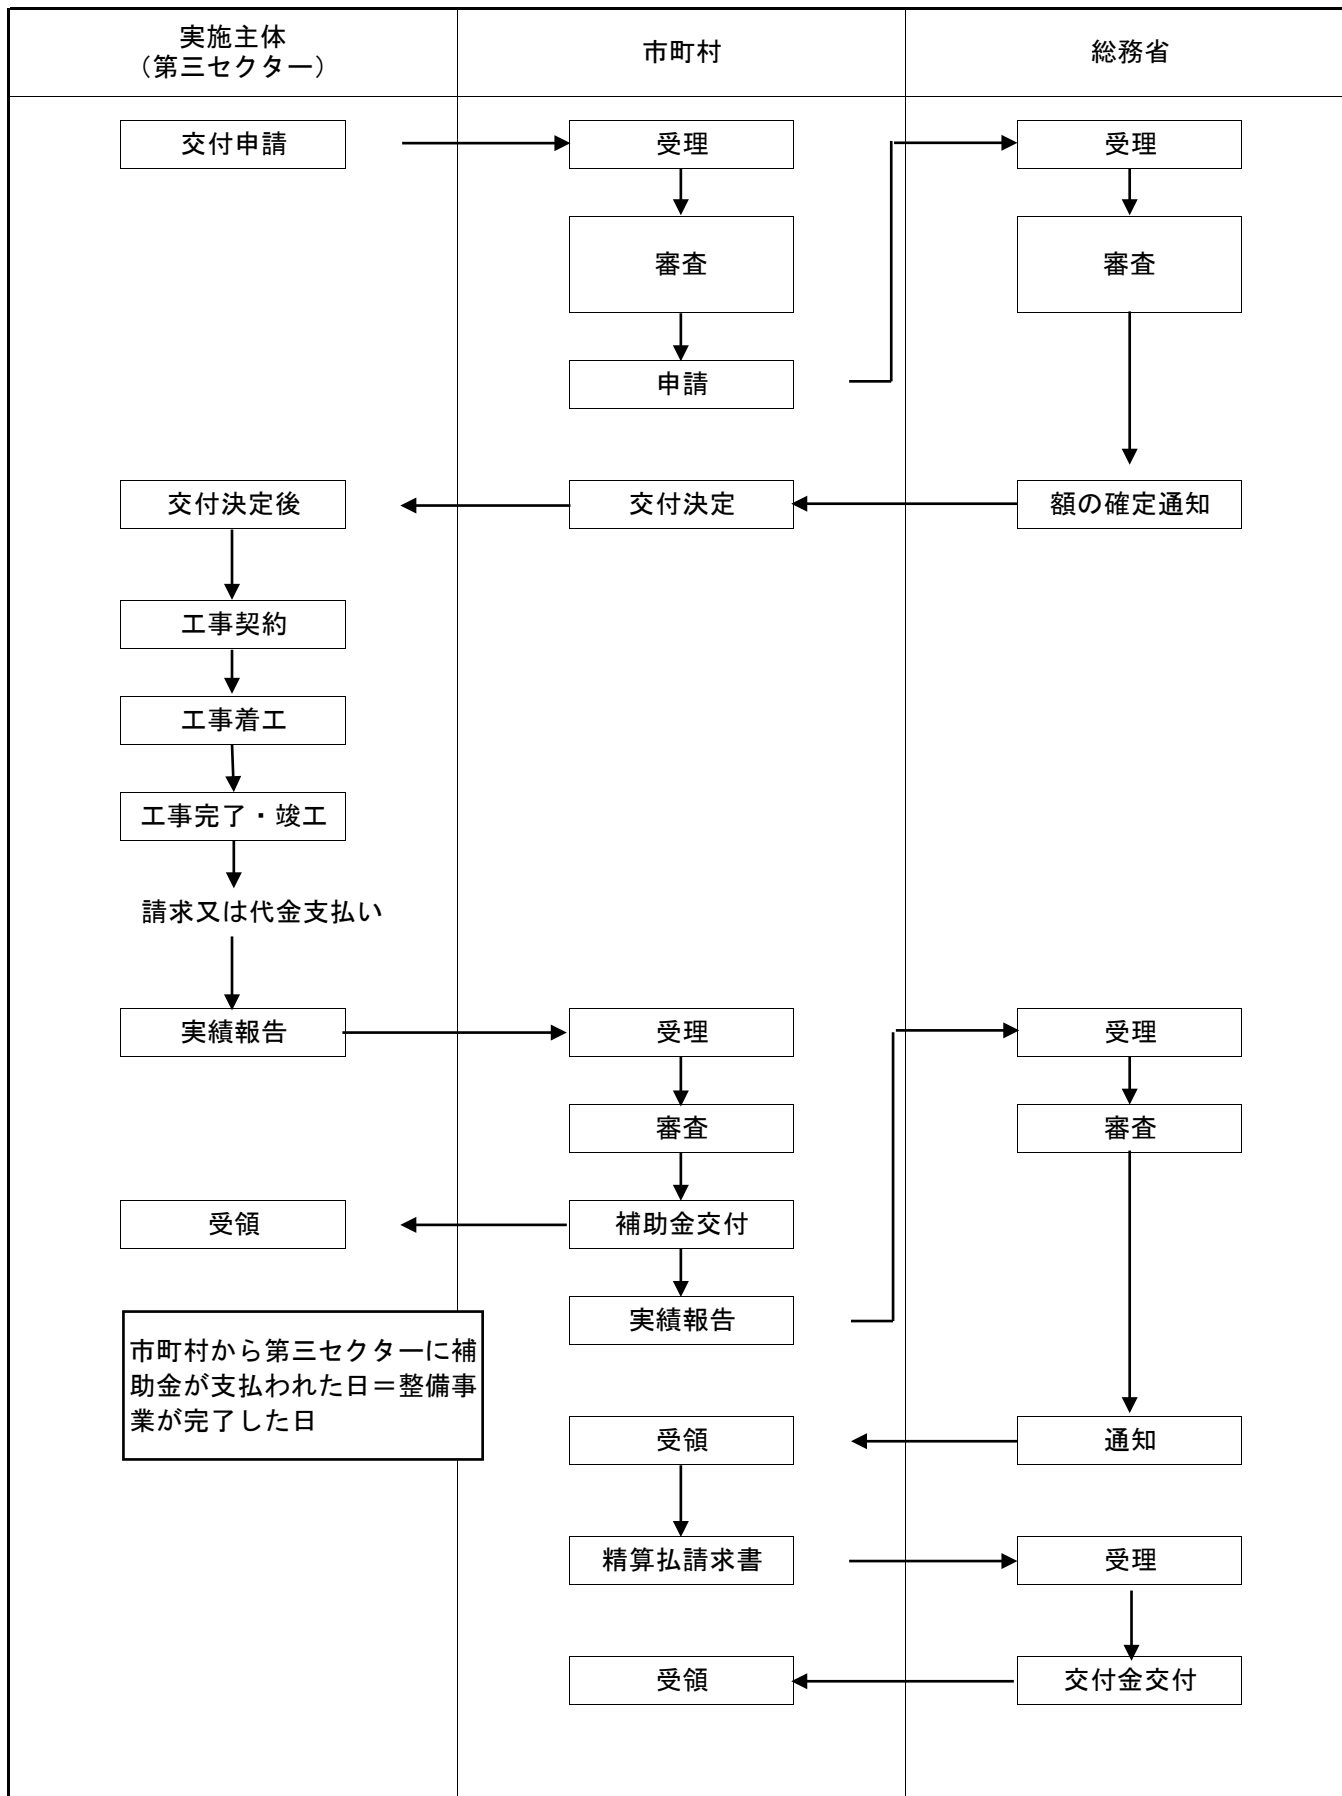 実施主体
（第三セクター）
市町村
総務省
交付申請
受理
受理
審査
審査
申請
交付決定後
交付決定
額の確定通知
工事契約
工事着工
工事完了・竣工
請求又は代金支払い
実績報告
受理
受理
審査
審査
受領
補助金交付
実績報告
市町村から第三セクターに補
助金が支払われた日＝整備事
業が完了した日
受領
通知
精算払請求書
受理
受領
交付金交付